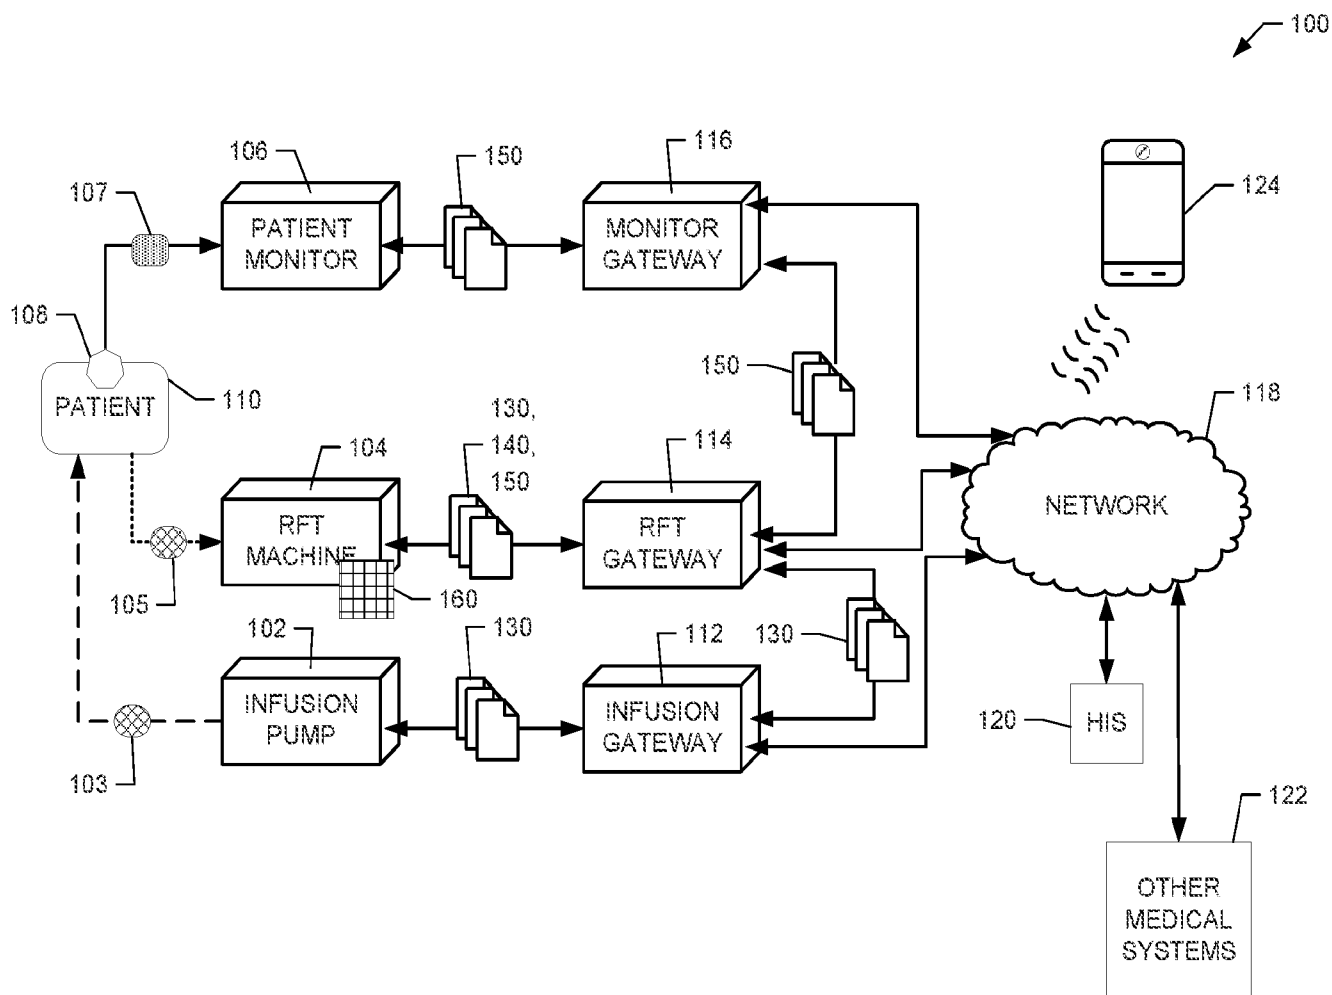 100
106
150
116
107
PATIENT
MONITOR
MONITOR
GATEWAY
124
108
PATIENT
110
150
118
130,
140,
150
104
114
RFT
MACHINE
RFT
GATEWAY
NETWORK
105
160
102
130
112
130
INFUSION
PUMP
INFUSION
GATEWAY
120
HIS
103
122
OTHER
MEDICAL
SYSTEMS